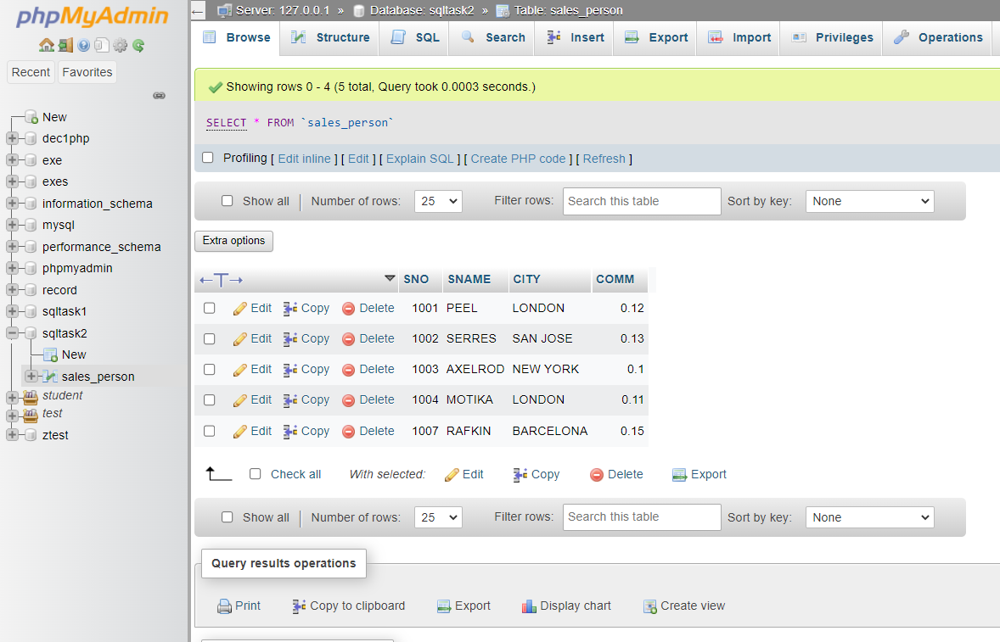 phpMyAdmin
Recent Favorites
New
dec1php
exe
exes
information_schema
mysql
performance_schema
phpmyadmin
record
sqltask1
sqltask2
New
sales_person
student
test
ztest
Server: 127.0.0.1 » Database: sqltask2 » Table: sales_person
Browse Structure SQL Search Insert Export Import Privileges Operations
Showing rows 0 - 4 (5 total, Query took 0.0003 seconds.)
SELECT * FROM `sales_person`
Profiling [ Edit inline ] [ Edit ] [ Explain SQL ] [ Create PHP code ] [ Refresh ]
Show all | Number of rows: 25 Filter rows: Search this table Sort by key: None
Extra options
←T→ SNO SNAME CITY COMM
Edit Copy Delete 1001 PEEL LONDON 0.12
Edit Copy Delete 1002 SERRES SAN JOSE 0.13
Edit Copy Delete 1003 AXELROD NEW YORK 0.1
Edit Copy Delete 1004 MOTIKA LONDON 0.11
Edit Copy Delete 1007 RAFKIN BARCELONA 0.15
Check all With selected: Edit Copy Delete Export
Show all | Number of rows: 25 Filter rows: Search this table Sort by key: None
Query results operations
Print Copy to clipboard Export Display chart Create view